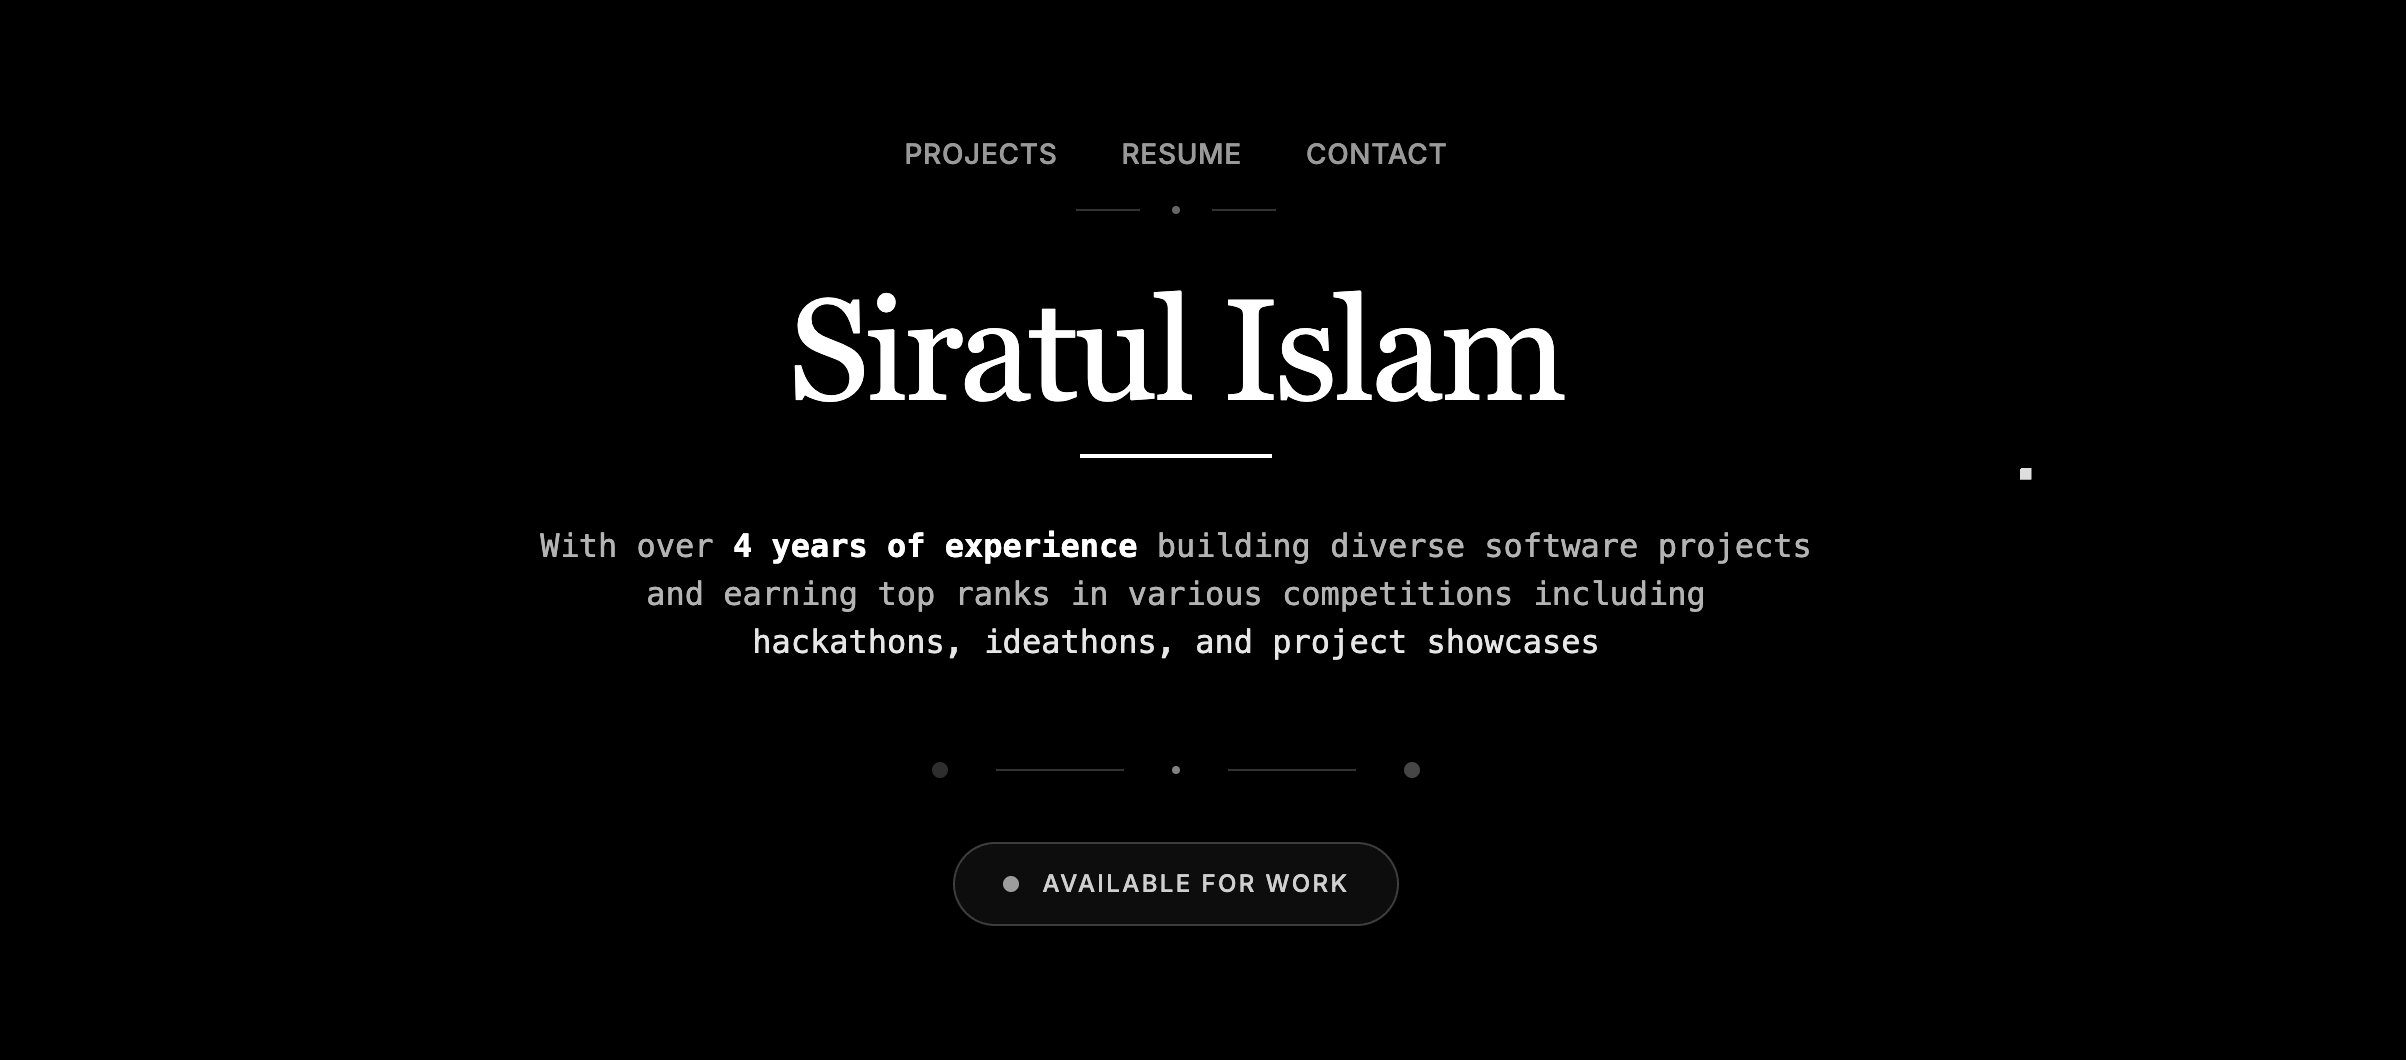 PROJECTS RESUME CONTACT
Siratul Islam
With over 4 years of experience building diverse software projects
and earning top ranks in various competitions including
hackathons, ideathons, and project showcases
AVAILABLE FOR WORK